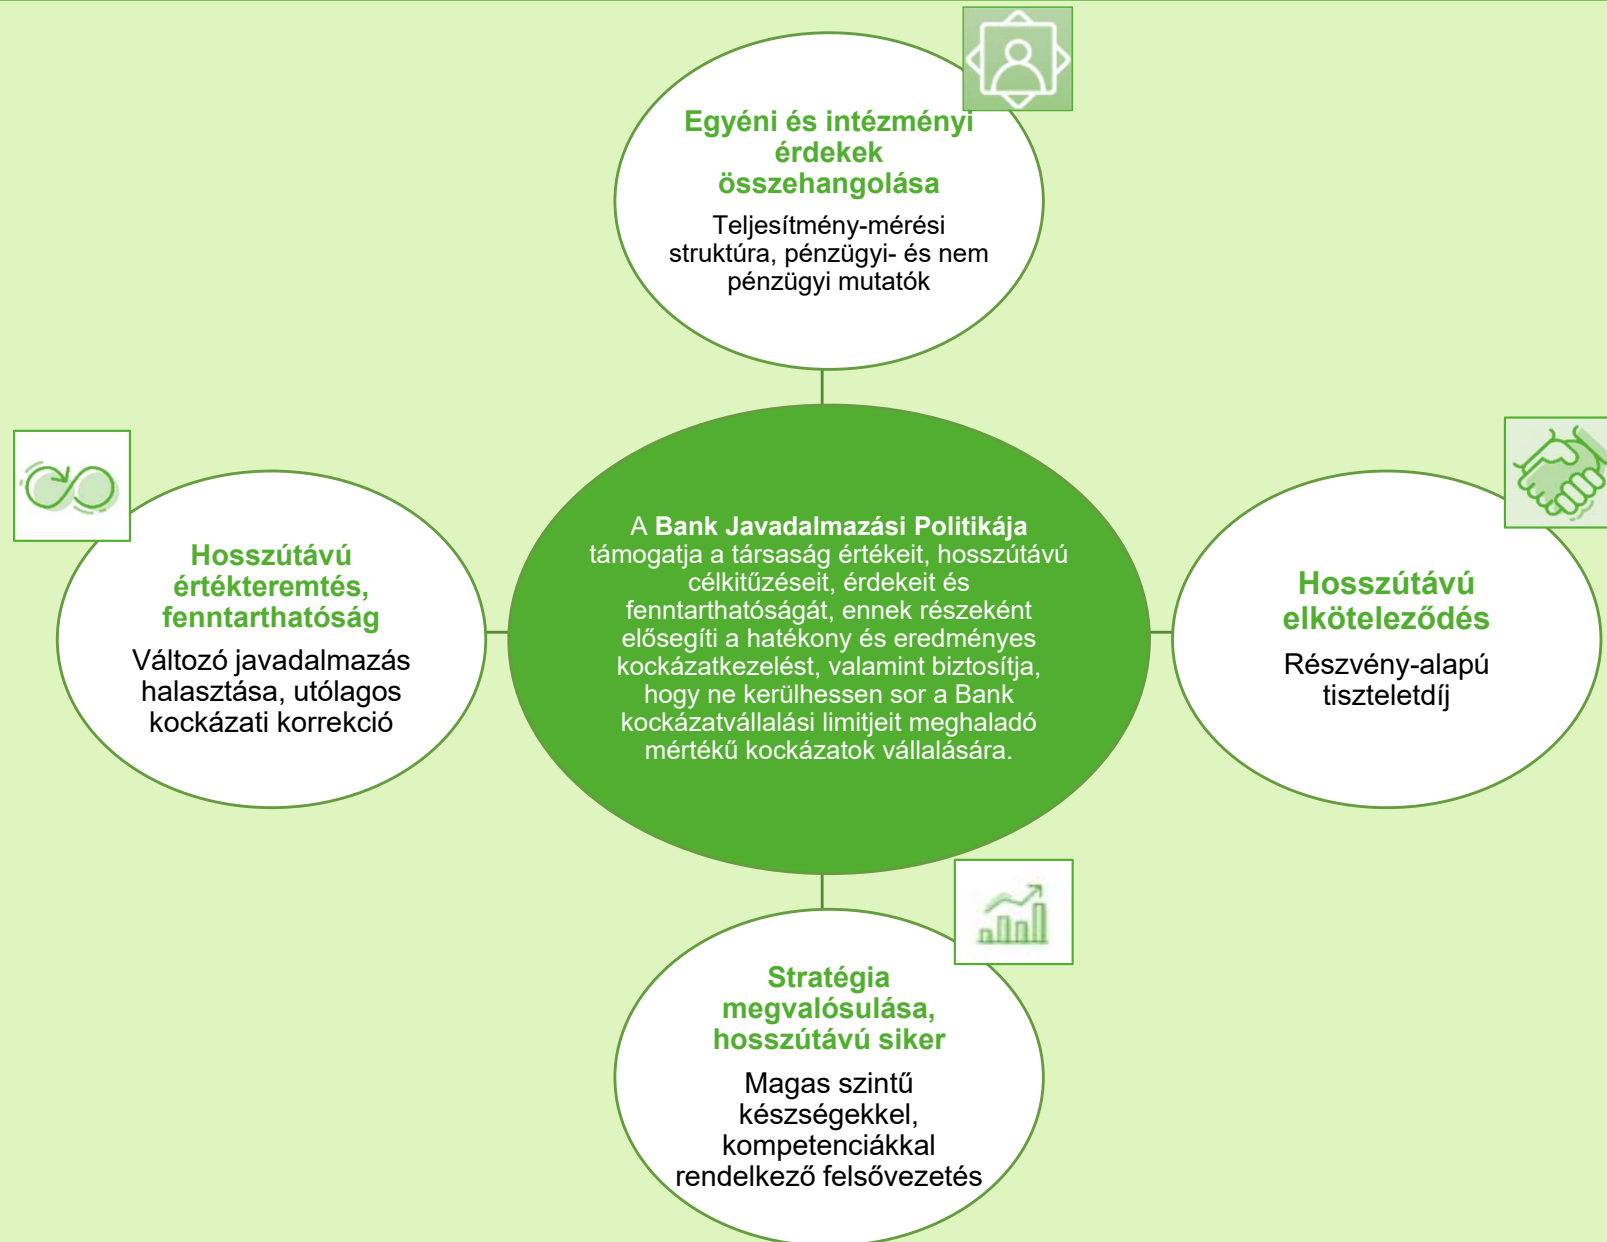 Egyéni és intézményi
érdekek
összehangolása
Teljesítmény-mérési
struktúra, pénzügyi- és nem
pénzügyi mutatók
Hosszútávú
értékteremtés,
fenntarthatóság
Változó javadalmazás
halasztása, utólagos
kockázati korrekció
A Bank Javadalmazási Politikája
támogatja a társaság értékeit, hosszútávú
célkitűzéseit, érdekeit és
fenntarthatóságát, ennek részeként
elősegíti a hatékony és eredményes
kockázatkezelést, valamint biztosítja,
hogy ne kerülhessen sor a Bank
kockázatvállalási limitjeit meghaladó
mértékű kockázatok vállalására.
Hosszútávú
elköteleződés
Részvény-alapú
tiszteletdíj
Stratégia
megvalósulása,
hosszútávú siker
Magas szintű
készségekkel,
kompetenciákkal
rendelkező felsővezetés